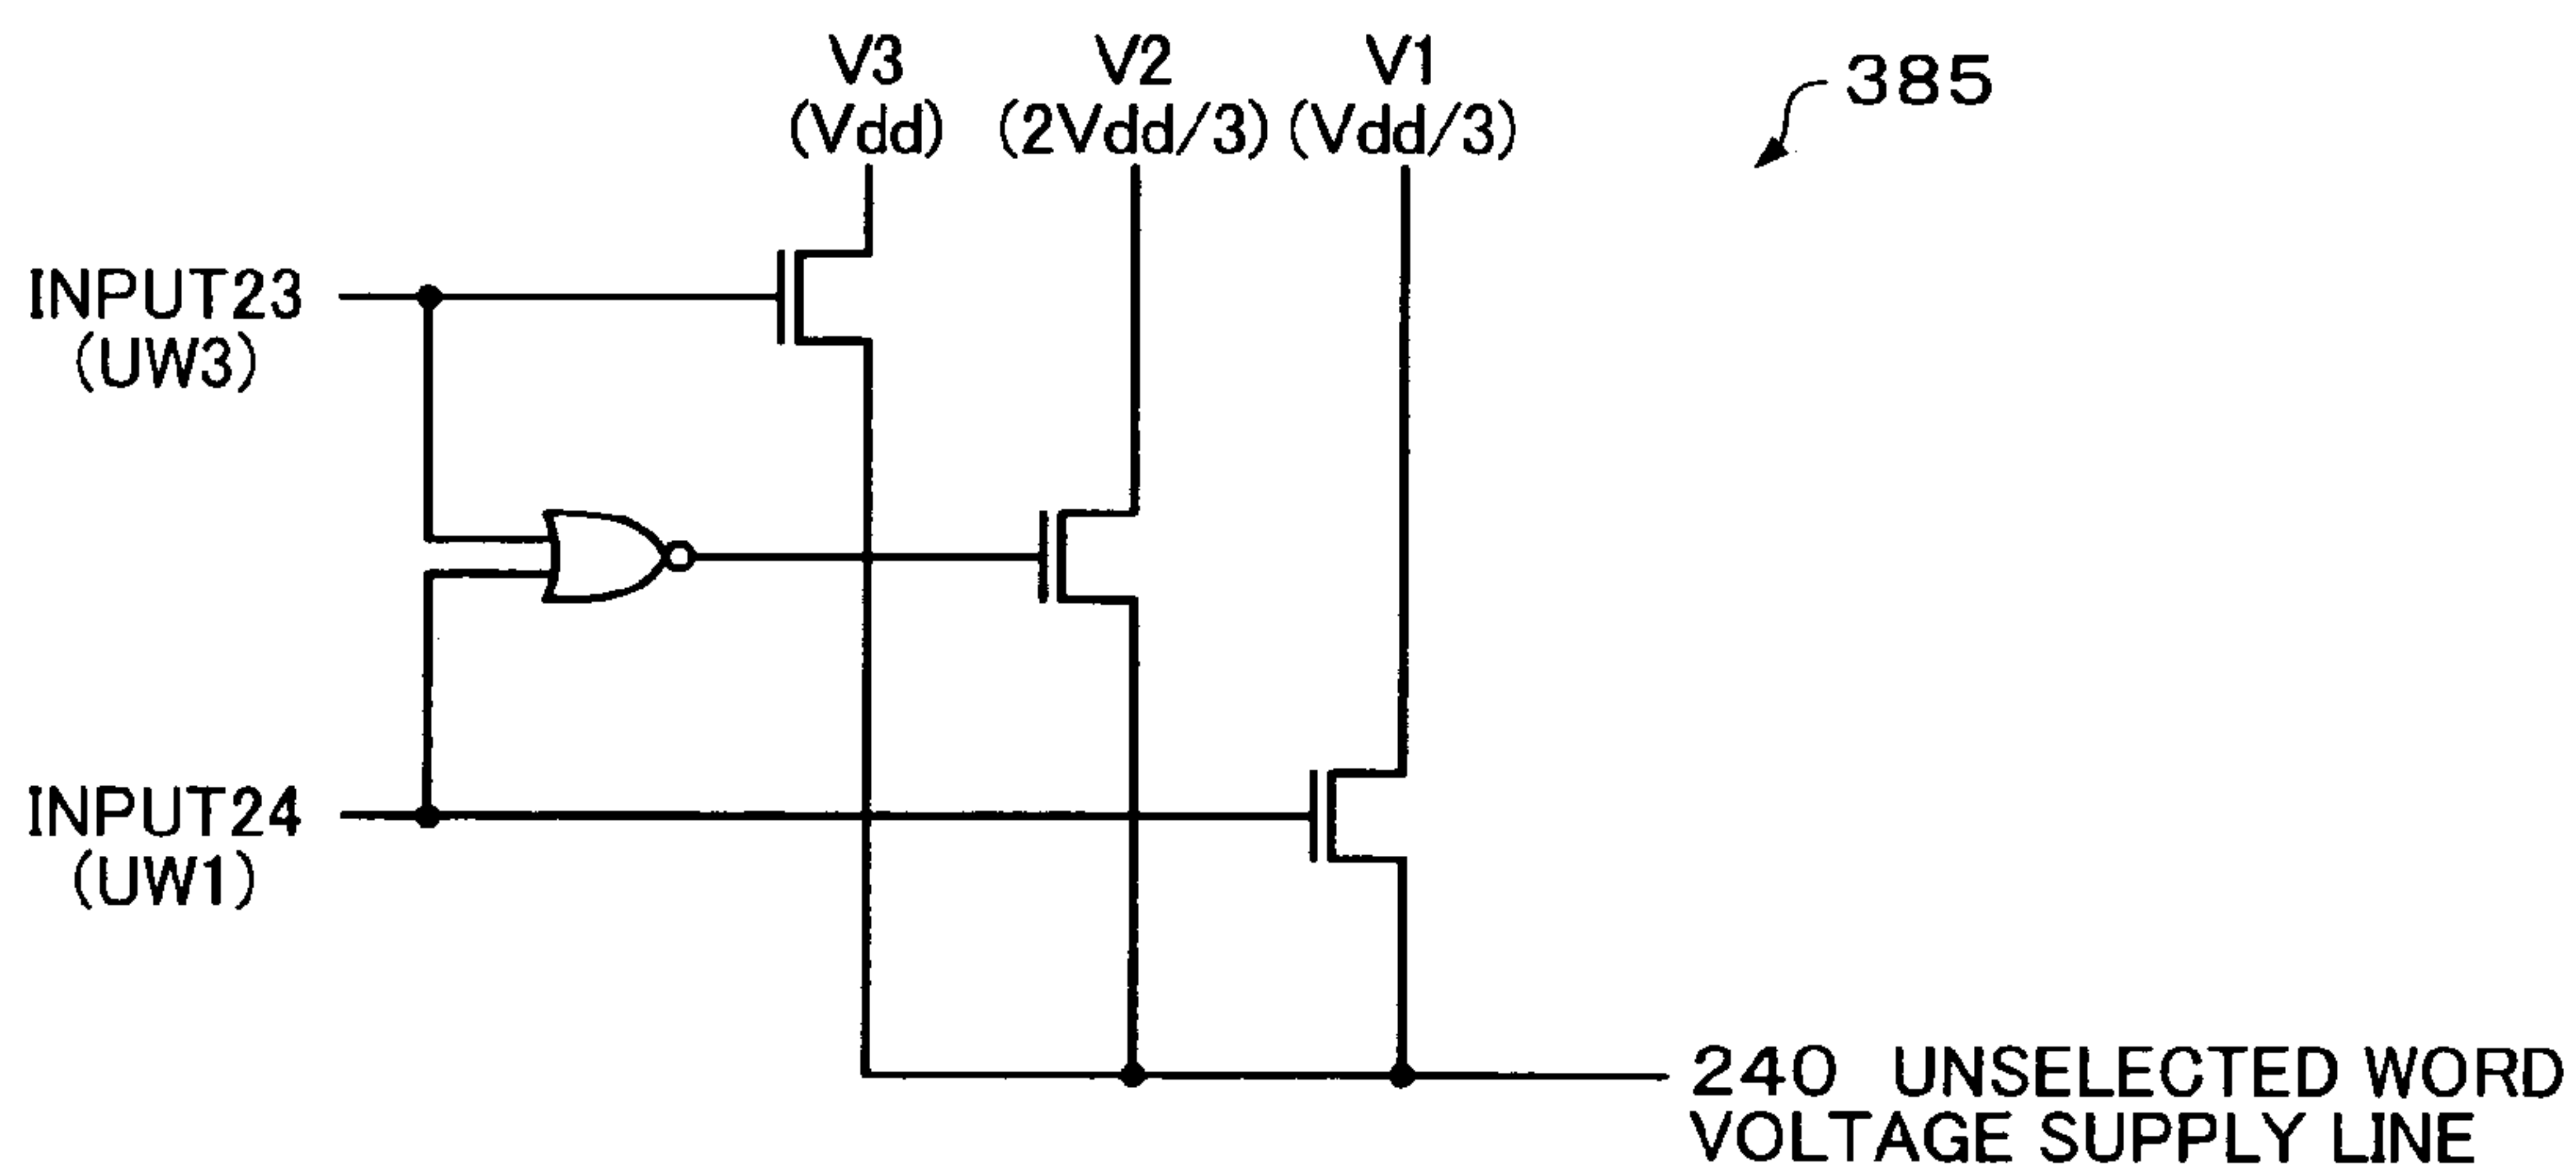 V3 V2 V1
(Vdd) (2Vdd/3) (Vdd/3)
385
INPUT23
(UW3)
INPUT24
(UW1)
240 UNSELECTED WORD
VOLTAGE SUPPLY LINE